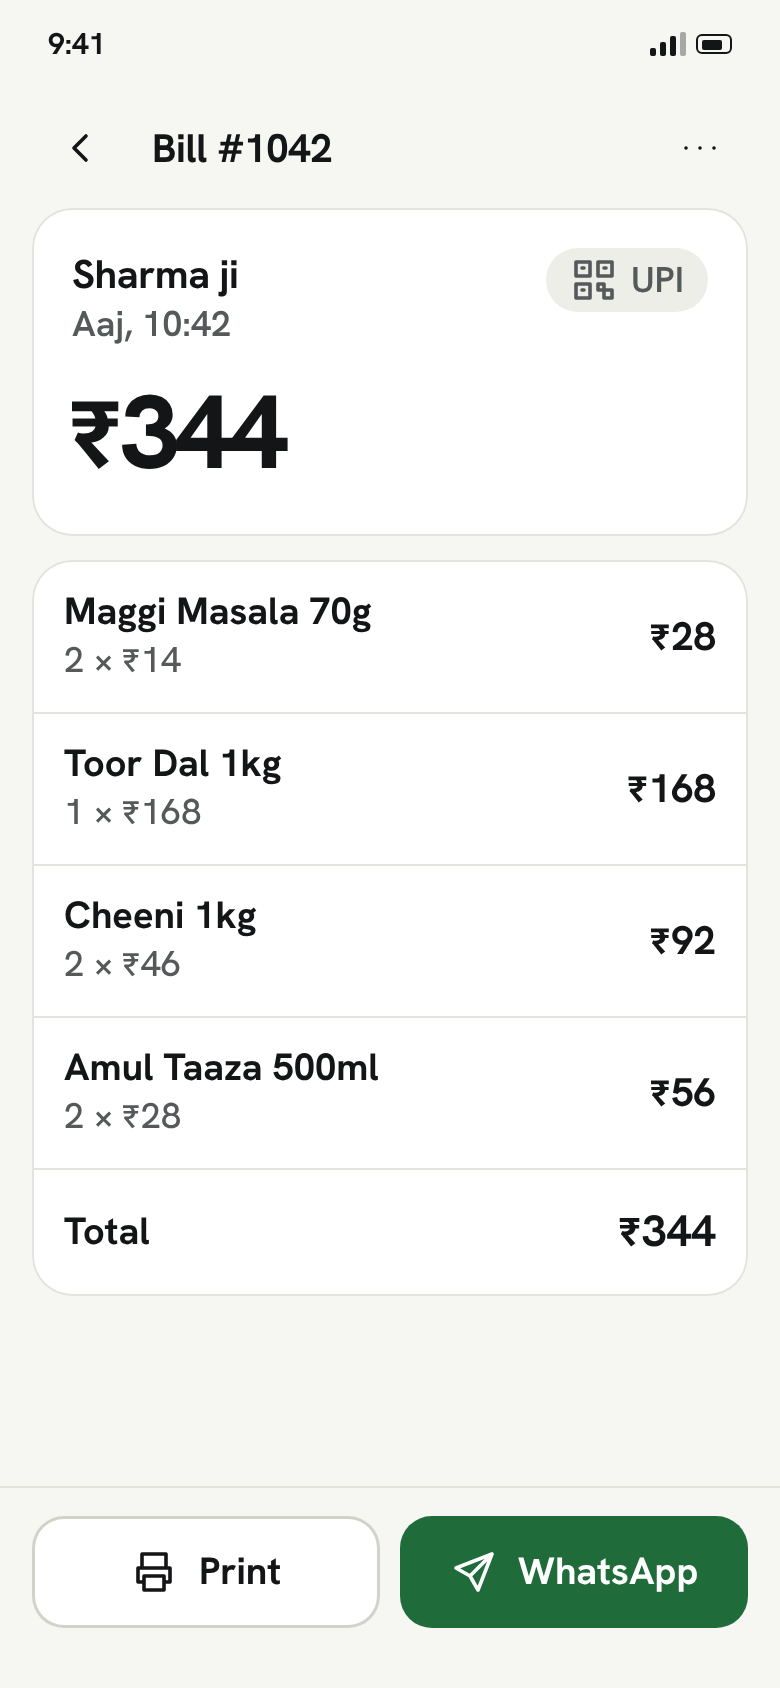 9:41
Bill #1042
...
Sharma ji
UPI
Aaj, 10:42
₹344
Maggi Masala 70g
2 × ₹14
₹28
Toor Dal 1kg
1 × ₹168
₹168
Cheeni 1kg
2 × ₹46
₹92
Amul Taaza 500ml
2 × ₹28
₹56
Total
₹344
Print
WhatsApp